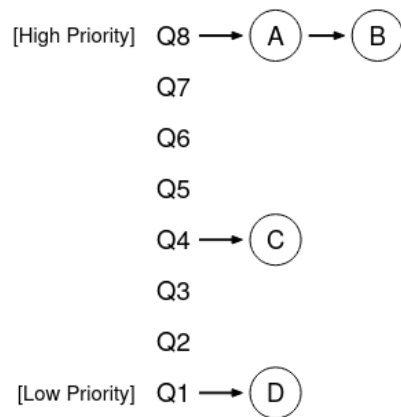 [High Priority] Q8 A B
Q7
Q6
Q5
Q4 C
Q3
Q2
[Low Priority] Q1 D